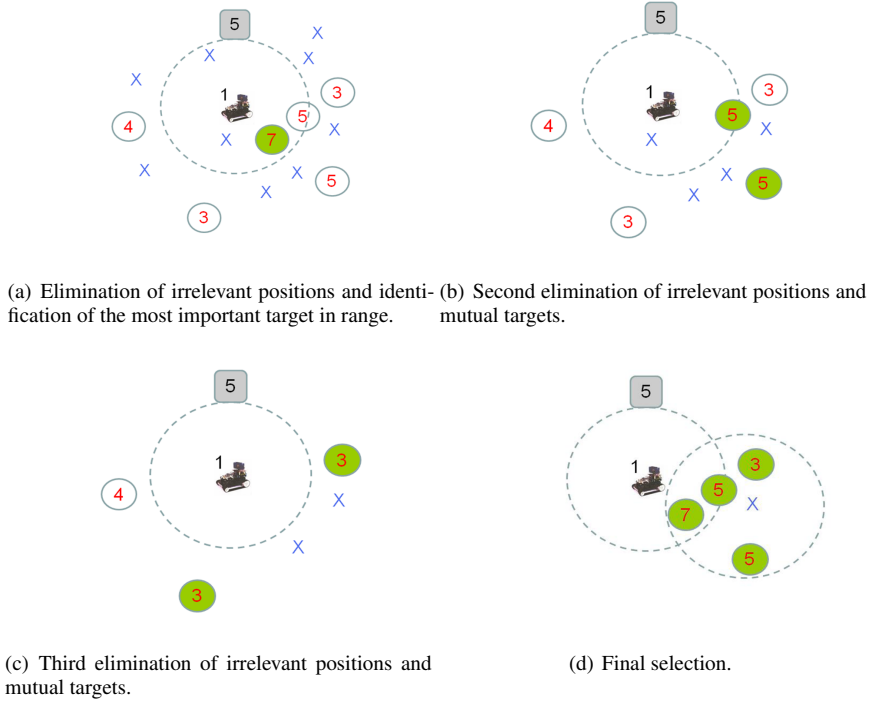 5
X
X
X
X
1
3
5
4
X
X
7
X
X
5
X
3
(a) Elimination of irrelevant positions and identi-
fication of the most important target in range.
5
3
1
5
4
X
X
X
5
X
3
(b) Second elimination of irrelevant positions and
mutual targets.
5
3
1
4
X
X
3
(c) Third elimination of irrelevant positions and
mutual targets.
5
3
1
5
X
7
5
(d) Final selection.